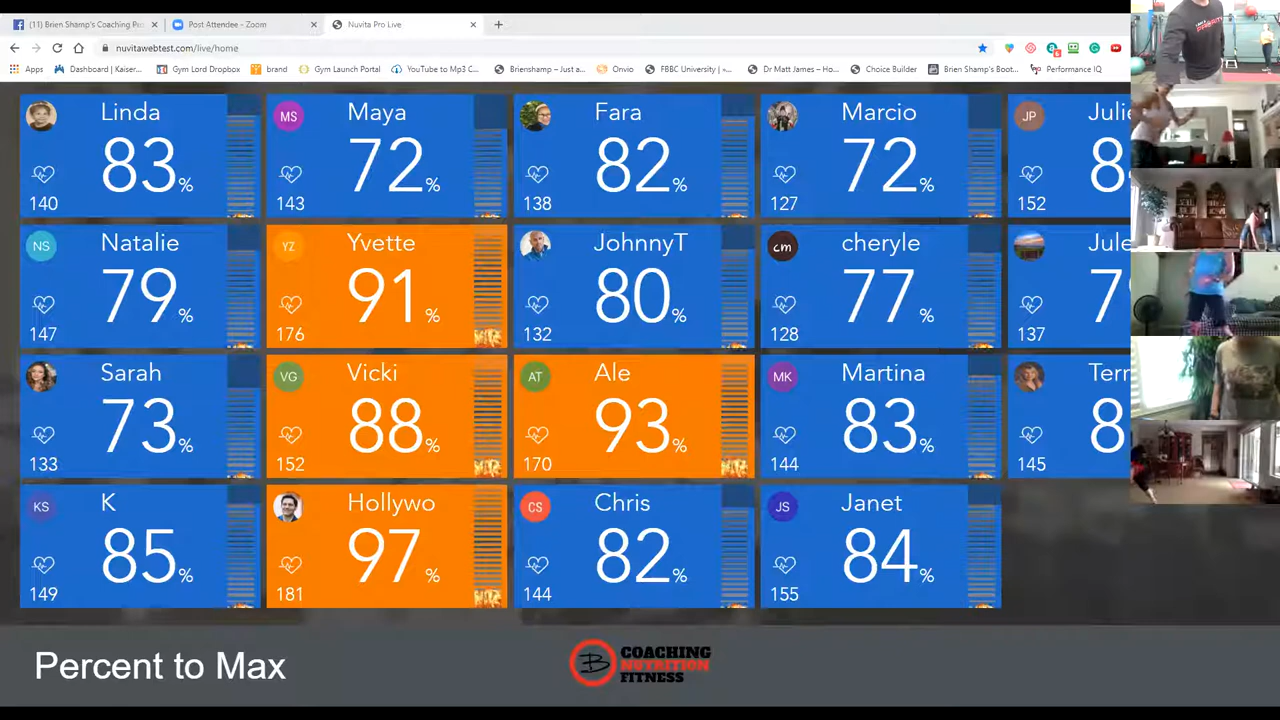 (11) Brien Shamp's Coaching Pr
Post Attendee - Zoom
Nuvita Pro Live
nuvitawebtest.com/live/home
Apps
Dashboard | Kaiser...
Gym Lord Dropbox
brand
Gym Launch Portal
YouTube to Mp3 C...
Brienshamp – Just a...
Onvio
FBBC University | »...
Dr Matt James – Ho...
Choice Builder
Brien Shamp's Boot...
Performance IQ
Linda
83%
140
MS
Maya
72%
143
Fara
82%
138
Marcio
72%
127
JP
Julie
152
NS
Natalie
79%
147
YZ
Yvette
91%
176
JohnnyT
80%
132
cm
cheryle
77%
128
Jule
137
Sarah
73%
133
VG
Vicki
88%
152
AT
Ale
93%
170
MK
Martina
83%
144
Terr
8
145
KS
K
85%
149
Hollywo
97%
181
CS
Chris
82%
144
JS
Janet
84%
155
Percent to Max
B
COACHING
NUTRITION
FITNESS